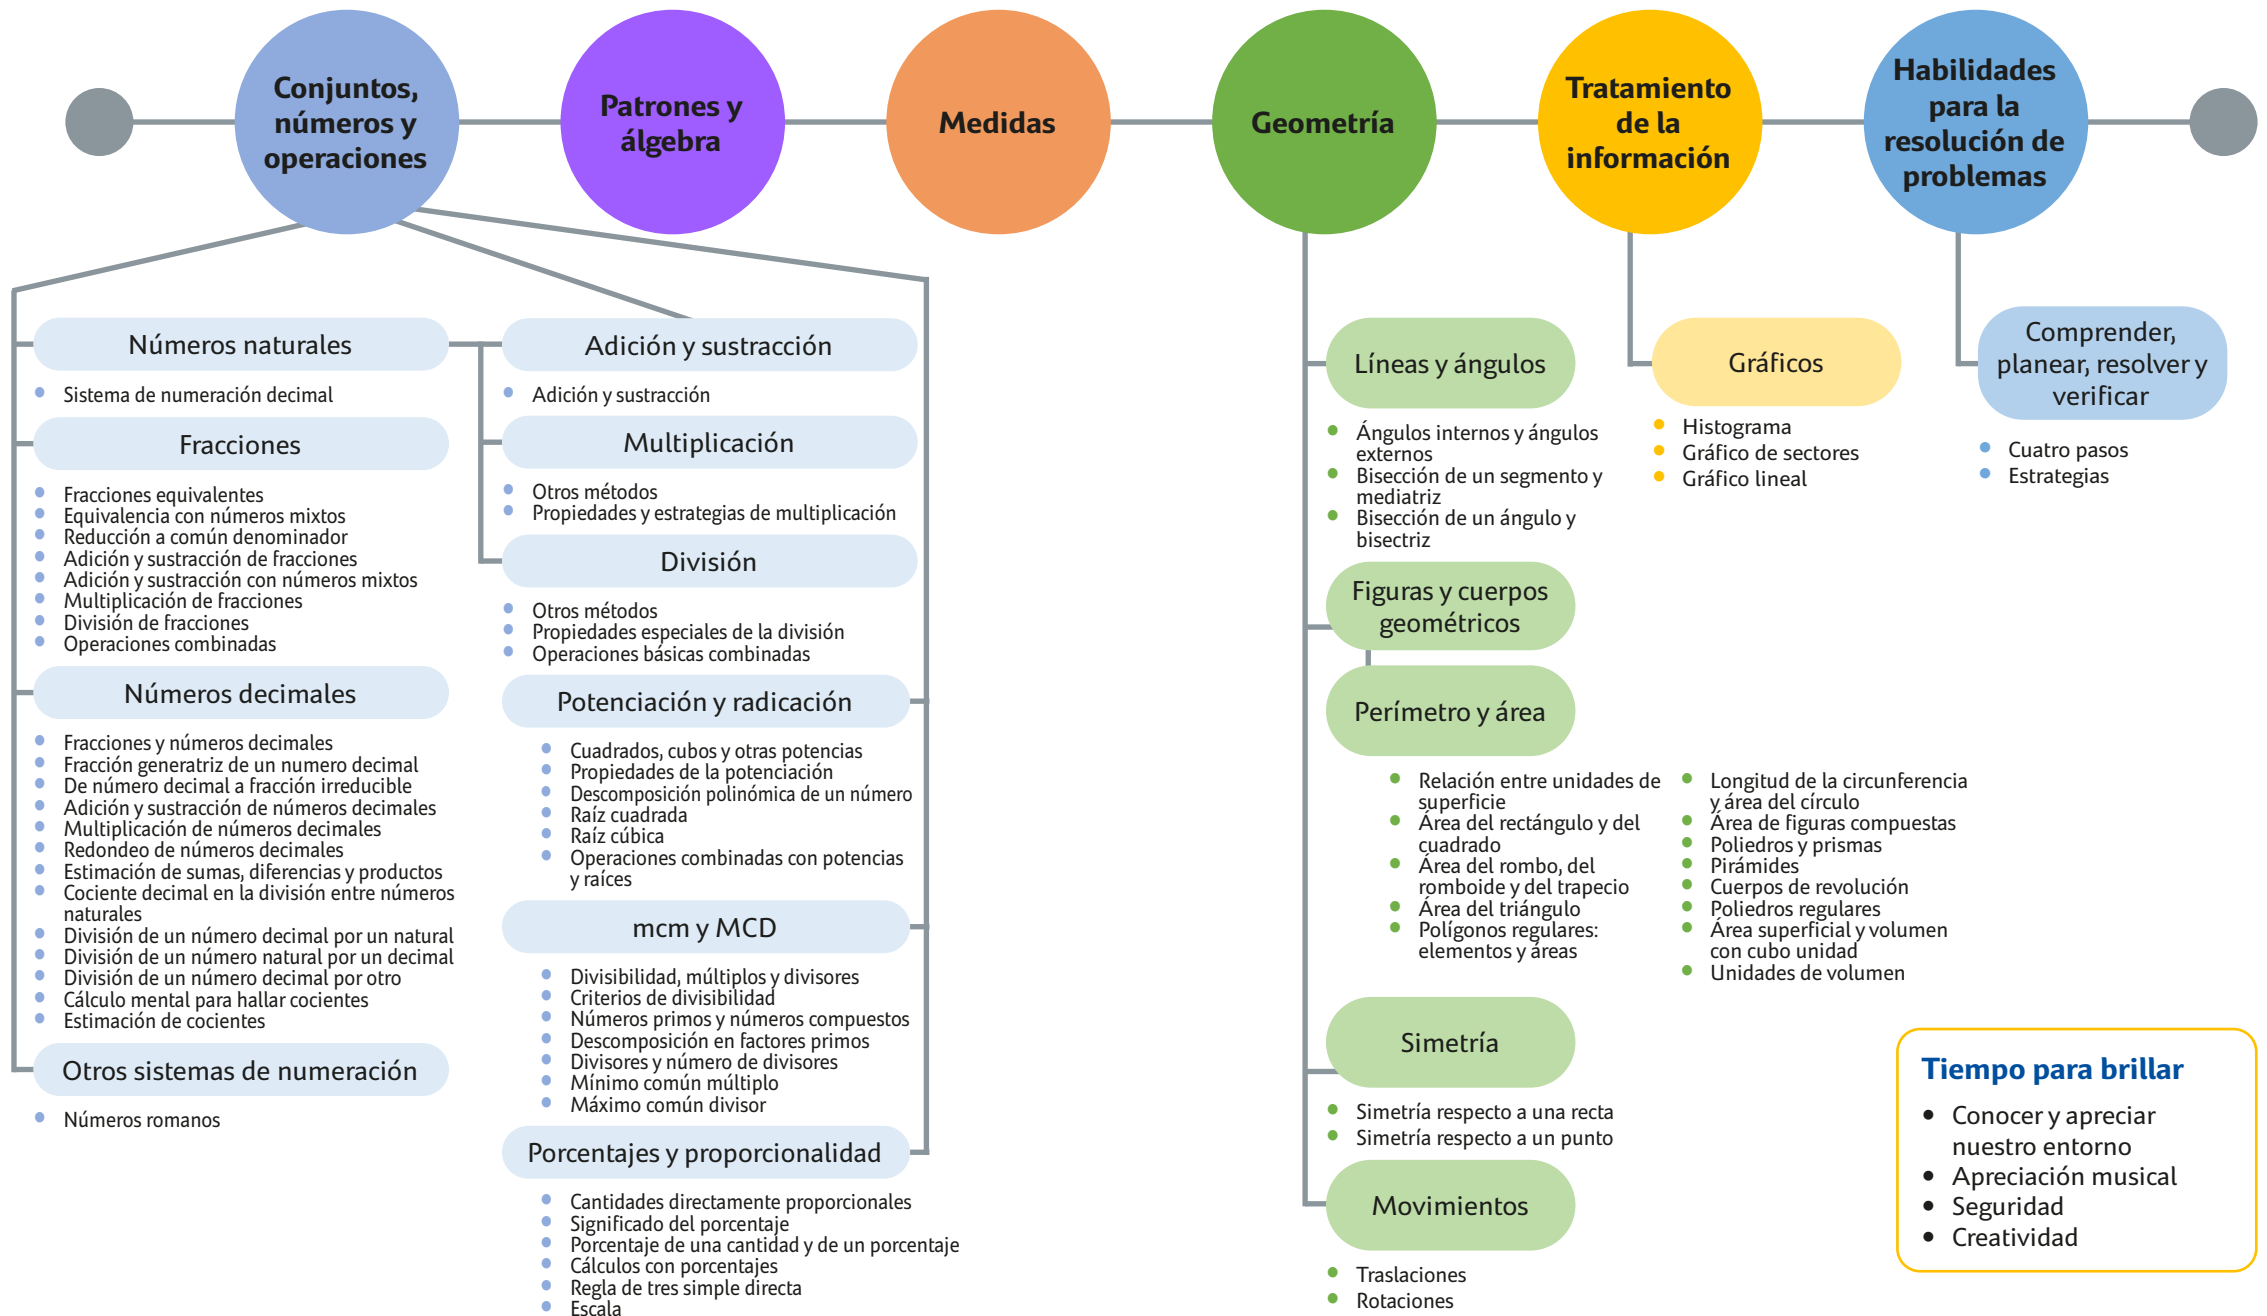 Conjuntos,
números y
operaciones
Patrones y
álgebra
Medidas
Geometría
Tratamiento
de la
información
Habilidades
para la
resolución de
problemas
Números naturales
Sistema de numeración decimal
Fracciones
Fracciones equivalentes
Equivalencia con números mixtos
Reducción a común denominador
Adición y sustracción de fracciones
Adición y sustracción con números mixtos
Multiplicación de fracciones
División de fracciones
Operaciones combinadas
Números decimales
Fracciones y números decimales
Fracción generatriz de un numero decimal
De número decimal a fracción irreducible
Adición y sustracción de números decimales
Multiplicación de números decimales
Redondeo de números decimales
Estimación de sumas, diferencias y productos
Cociente decimal en la división entre números
naturales
División de un número decimal por un natural
División de un número natural por un decimal
División de un número decimal por otro
Cálculo mental para hallar cocientes
Estimación de cocientes
Otros sistemas de numeración
Números romanos
Adición y sustracción
Adición y sustracción
Multiplicación
Otros métodos
Propiedades y estrategias de multiplicación
División
Otros métodos
Propiedades especiales de la división
Operaciones básicas combinadas
Potenciación y radicación
Cuadrados, cubos y otras potencias
Propiedades de la potenciación
Descomposición polinómica de un número
Raíz cuadrada
Raíz cúbica
Operaciones combinadas con potencias
y raíces
mcm y MCD
Divisibilidad, múltiplos y divisores
Criterios de divisibilidad
Números primos y números compuestos
Descomposición en factores primos
Divisores y número de divisores
Mínimo común múltiplo
Máximo común divisor
Porcentajes y proporcionalidad
Cantidades directamente proporcionales
Significado del porcentaje
Porcentaje de una cantidad y de un porcentaje
Cálculos con porcentajes
Regla de tres simple directa
Escala
Líneas y ángulos
Ángulos internos y ángulos
externos
Bisección de un segmento y
mediatriz
Bisección de un ángulo y
bisectriz
Figuras y cuerpos
geométricos
Perímetro y área
Relación entre unidades de
superficie
Área del rectángulo y del
cuadrado
Área del rombo, del
romboide y del trapecio
Área del triángulo
Polígonos regulares:
elementos y áreas
Longitud de la circunferencia
y área del círculo
Área de figuras compuestas
Poliedros y prismas
Pirámides
Cuerpos de revolución
Poliedros regulares
Área superficial y volumen
con cubo unidad
Unidades de volumen
Simetría
Simetría respecto a una recta
Simetría respecto a un punto
Movimientos
Traslaciones
Rotaciones
Gráficos
Histograma
Gráfico de sectores
Gráfico lineal
Comprender,
planear, resolver y
verificar
Cuatro pasos
Estrategias
Tiempo para brillar
Conocer y apreciar
nuestro entorno
Apreciación musical
Seguridad
Creatividad